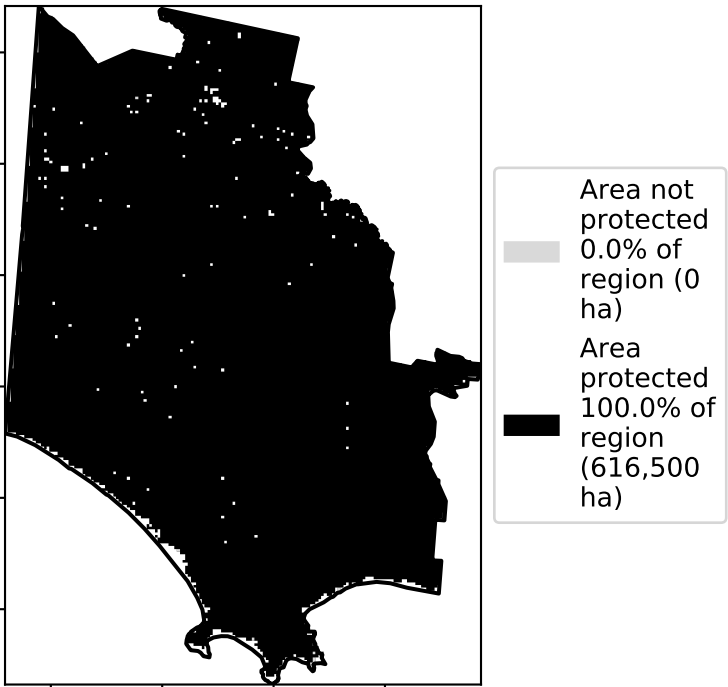 Area not
protected
0.0% of
region (0
ha)
Area
protected
100.0% of
region
(616,500
ha)